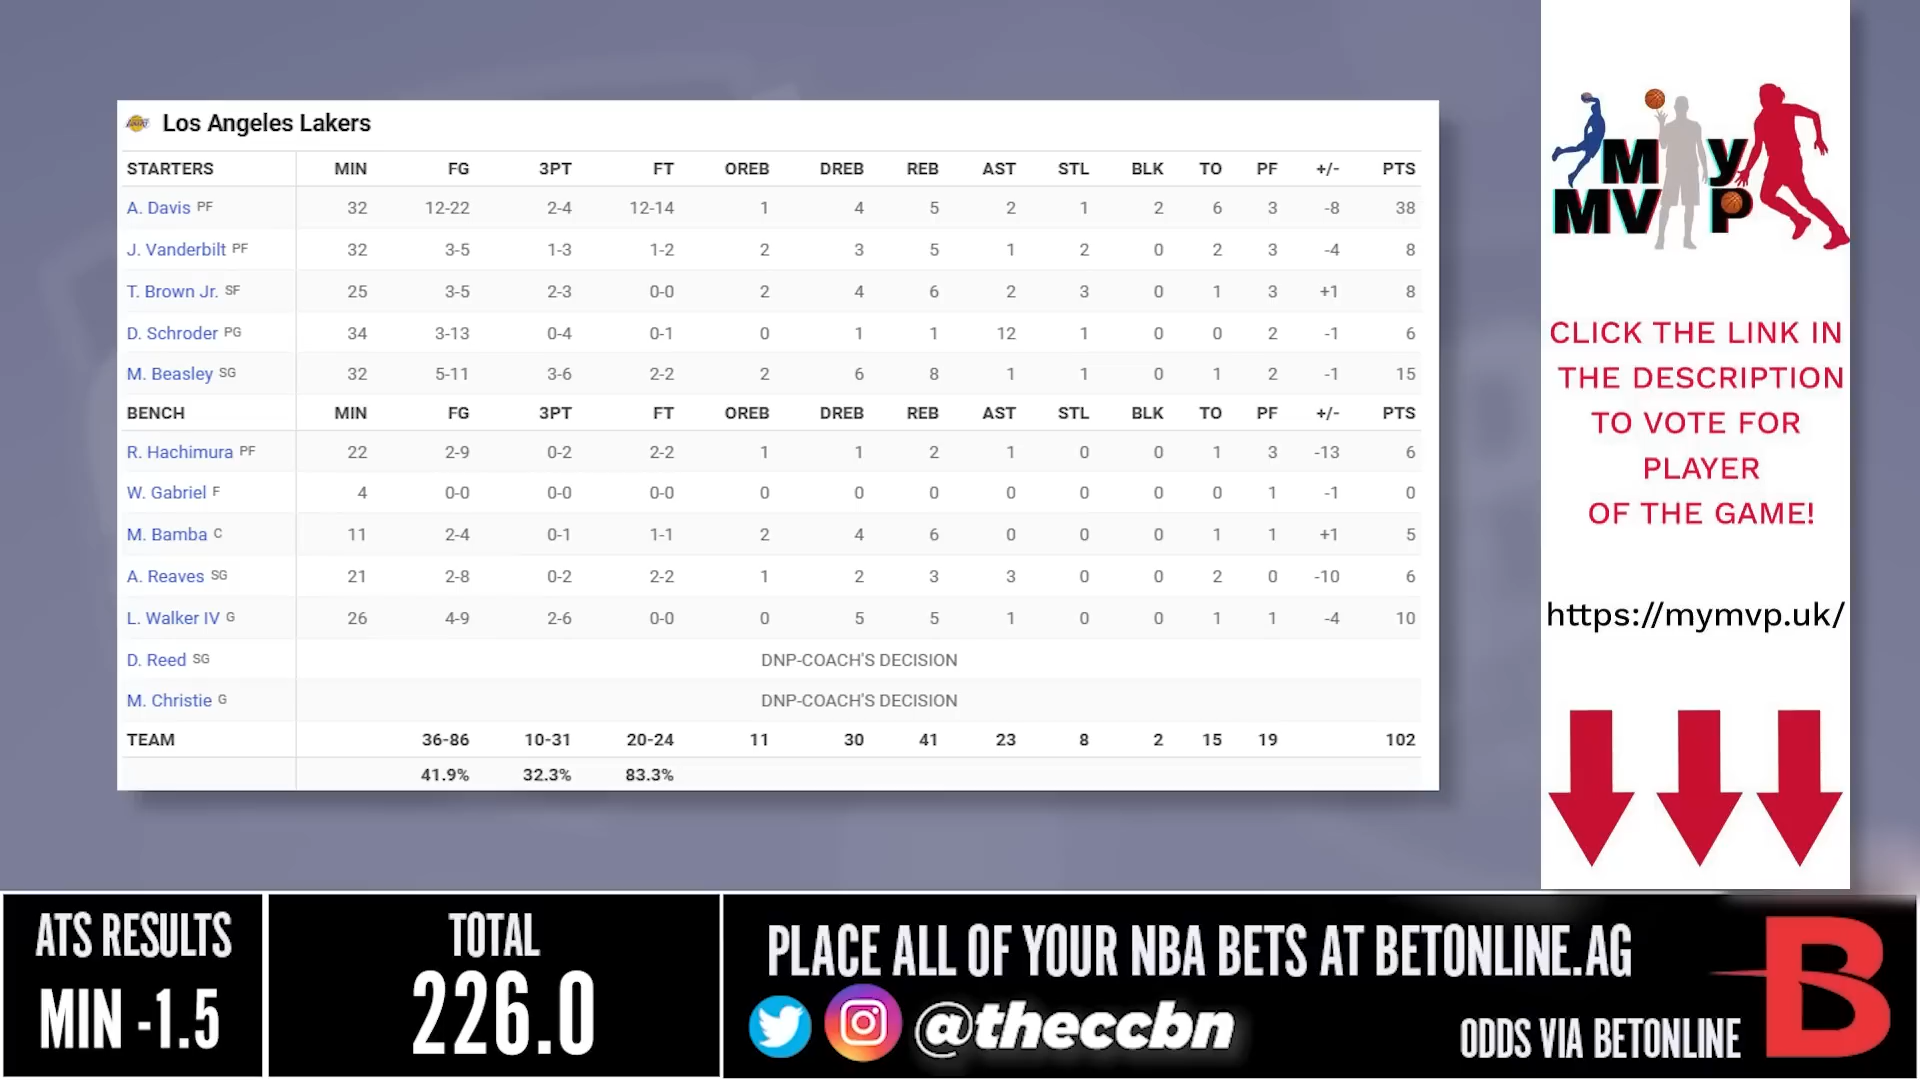 Los Angeles Lakers
STARTERS MIN FG 3PT FT OREB DREB REB AST STL BLK TO PF +/- PTS
A. Davis PF 32 12-22 2-4 12-14 1 4 5 2 1 2 6 3 -8 38
J. Vanderbilt PF 32 3-5 1-3 1-2 2 3 5 1 2 0 2 3 -4 8
T. Brown Jr. SF 25 3-5 2-3 0-0 2 4 6 2 3 0 1 3 +1 8
D. Schroder PG 34 3-13 0-4 0-1 0 1 1 12 1 0 0 2 -1 6
M. Beasley SG 32 5-11 3-6 2-2 2 6 8 1 1 0 1 2 -1 15
BENCH MIN FG 3PT FT OREB DREB REB AST STL BLK TO PF +/- PTS
R. Hachimura PF 22 2-9 0-2 2-2 1 1 2 1 0 0 1 3 -13 6
W. Gabriel F 4 0-0 0-0 0-0 0 0 0 0 0 0 0 1 -1 0
M. Bamba C 11 2-4 0-1 1-1 2 4 6 0 0 0 1 1 +1 5
A. Reaves SG 21 2-8 0-2 2-2 1 2 3 3 0 0 2 0 -10 6
L. Walker IV G 26 4-9 2-6 0-0 0 5 5 1 0 0 1 1 -4 10
D. Reed SG DNP-COACH'S DECISION
M. Christie G DNP-COACH'S DECISION
TEAM 36-86 10-31 20-24 11 30 41 23 8 2 15 19 102
41.9% 32.3% 83.3%
My
MVP
CLICK THE LINK IN
THE DESCRIPTION
TO VOTE FOR
PLAYER
OF THE GAME!
https://mymvp.uk/
ATS RESULTS
MIN -1.5
TOTAL
226.0
PLACE ALL OF YOUR NBA BETS AT BETONLINE.AG
@theccbn
ODDS VIA BETONLINE
B